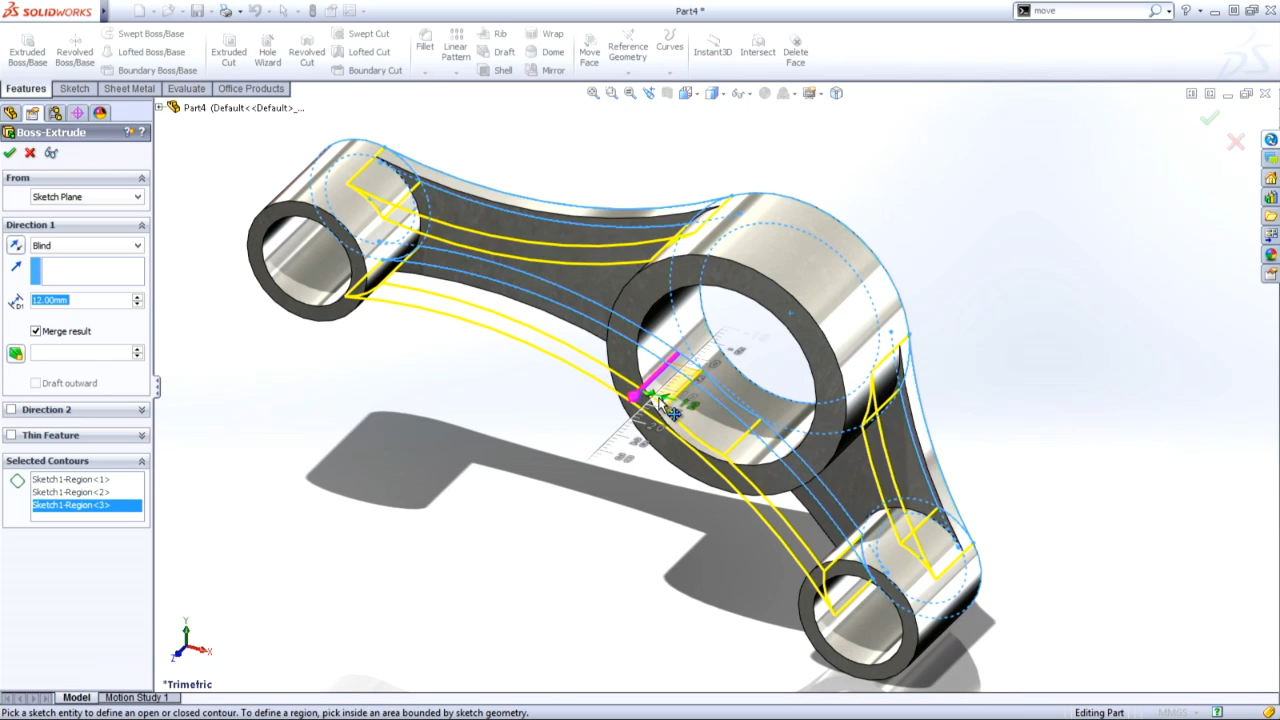 SOLIDWORKS
Part4 *
move
Extruded Boss/Base
Revolved Boss/Base
Swept Boss/Base
Lofted Boss/Base
Boundary Boss/Base
Extruded Cut
Hole Wizard
Revolved Cut
Swept Cut
Lofted Cut
Boundary Cut
Fillet
Linear Pattern
Rib
Draft
Shell
Wrap
Dome
Mirror
Move Face
Reference Geometry
Curves
Instant3D
Intersect
Delete Face
Features
Sketch
Sheet Metal
Evaluate
Office Products
Part4 (Default<<Default>_...
Boss-Extrude
From
Sketch Plane
Direction 1
Blind
D1
12.00mm
Merge result
Draft outward
Direction 2
Thin Feature
Selected Contours
Sketch1-Region<1>
Sketch1-Region<2>
Sketch1-Region<3>
Y
X
Z
*Trimetric
Model
Motion Study 1
Pick a sketch entity to define an open or closed contour. To define a region, pick inside an area bounded by sketch geometry.
Editing Part
MMGS